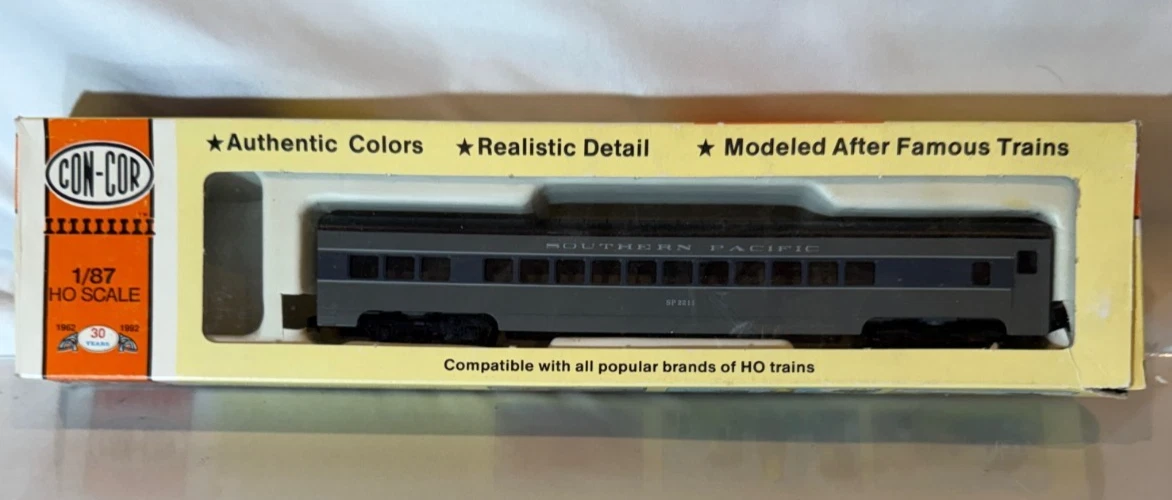 ★Authentic Colors ★Realistic Detail ★ Modeled After Famous Trains
CON-COR
™
1/87
HO SCALE
1962 30 1992
YEARS
SOUTHERN PACIFIC
Compatible with all popular brands of HO trains